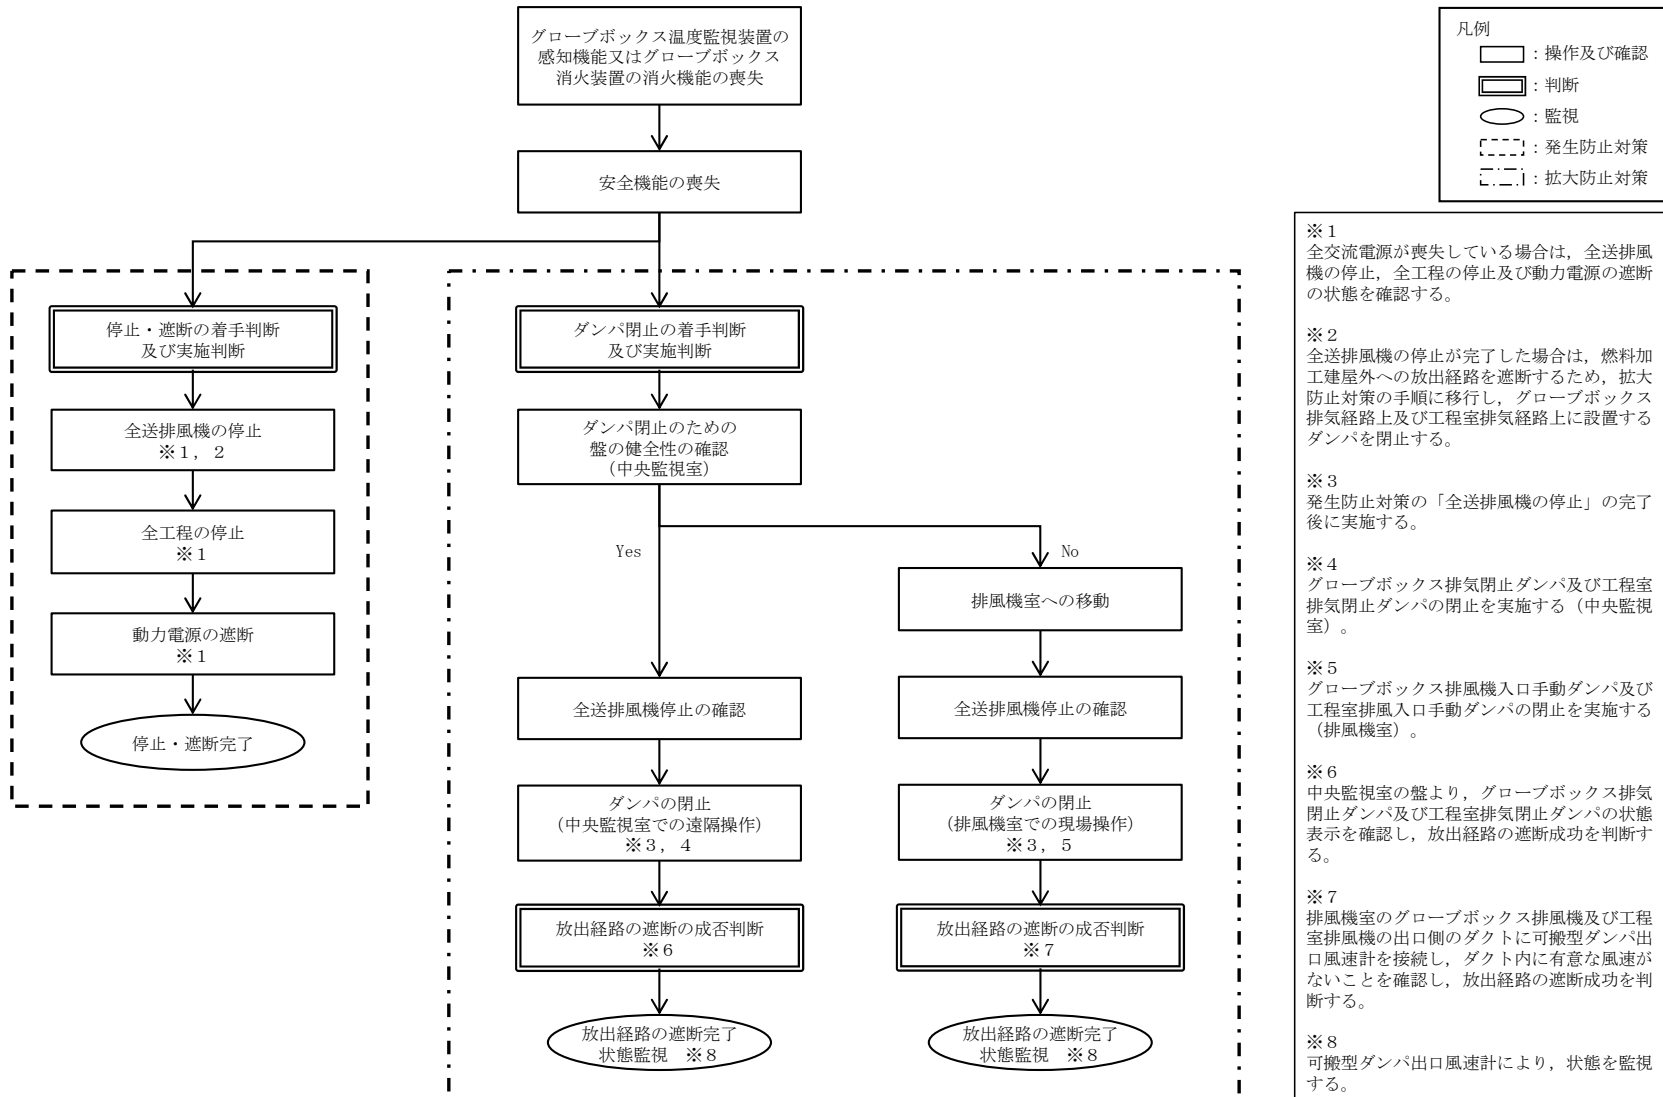 グローブボックス温度監視装置の
感知機能又はグローブボックス
消火装置の消火機能の喪失
安全機能の喪失
停止・遮断の着手判断
及び実施判断
全送排風機の停止
※１，２
全工程の停止
※１
動力電源の遮断
※１
停止・遮断完了
ダンパ閉止の着手判断
及び実施判断
ダンパ閉止のための
盤の健全性の確認
（中央監視室）
Yes
No
全送排風機停止の確認
ダンパの閉止
（中央監視室での遠隔操作）
※３，４
放出経路の遮断の成否判断
※６
放出経路の遮断完了
状態監視　※８
排風機室への移動
全送排風機停止の確認
ダンパの閉止
（排風機室での現場操作）
※３，５
放出経路の遮断の成否判断
※７
放出経路の遮断完了
状態監視　※８
凡例
：操作及び確認
：判断
：監視
：発生防止対策
：拡大防止対策
※１
全交流電源が喪失している場合は，全送排風
機の停止，全工程の停止及び動力電源の遮断
の状態を確認する。
※２
全送排風機の停止が完了した場合は，燃料加
工建屋外への放出経路を遮断するため，拡大
防止対策の手順に移行し，グローブボックス
排気経路上及び工程室排気経路上に設置する
ダンパを閉止する。
※３
発生防止対策の「全送排風機の停止」の完了
後に実施する。
※４
グローブボックス排気閉止ダンパ及び工程室
排気閉止ダンパの閉止を実施する（中央監視
室）。
※５
グローブボックス排風機入口手動ダンパ及び
工程室排風入口手動ダンパの閉止を実施する
（排風機室）。
※６
中央監視室の盤より，グローブボックス排気
閉止ダンパ及び工程室排気閉止ダンパの状態
表示を確認し，放出経路の遮断成功を判断す
る。
※７
排風機室のグローブボックス排風機及び工程
室排風機の出口側のダクトに可搬型ダンパ出
口風速計を接続し，ダクト内に有意な風速が
ないことを確認し，放出経路の遮断成功を判
断する。
※８
可搬型ダンパ出口風速計により，状態を監視
する。